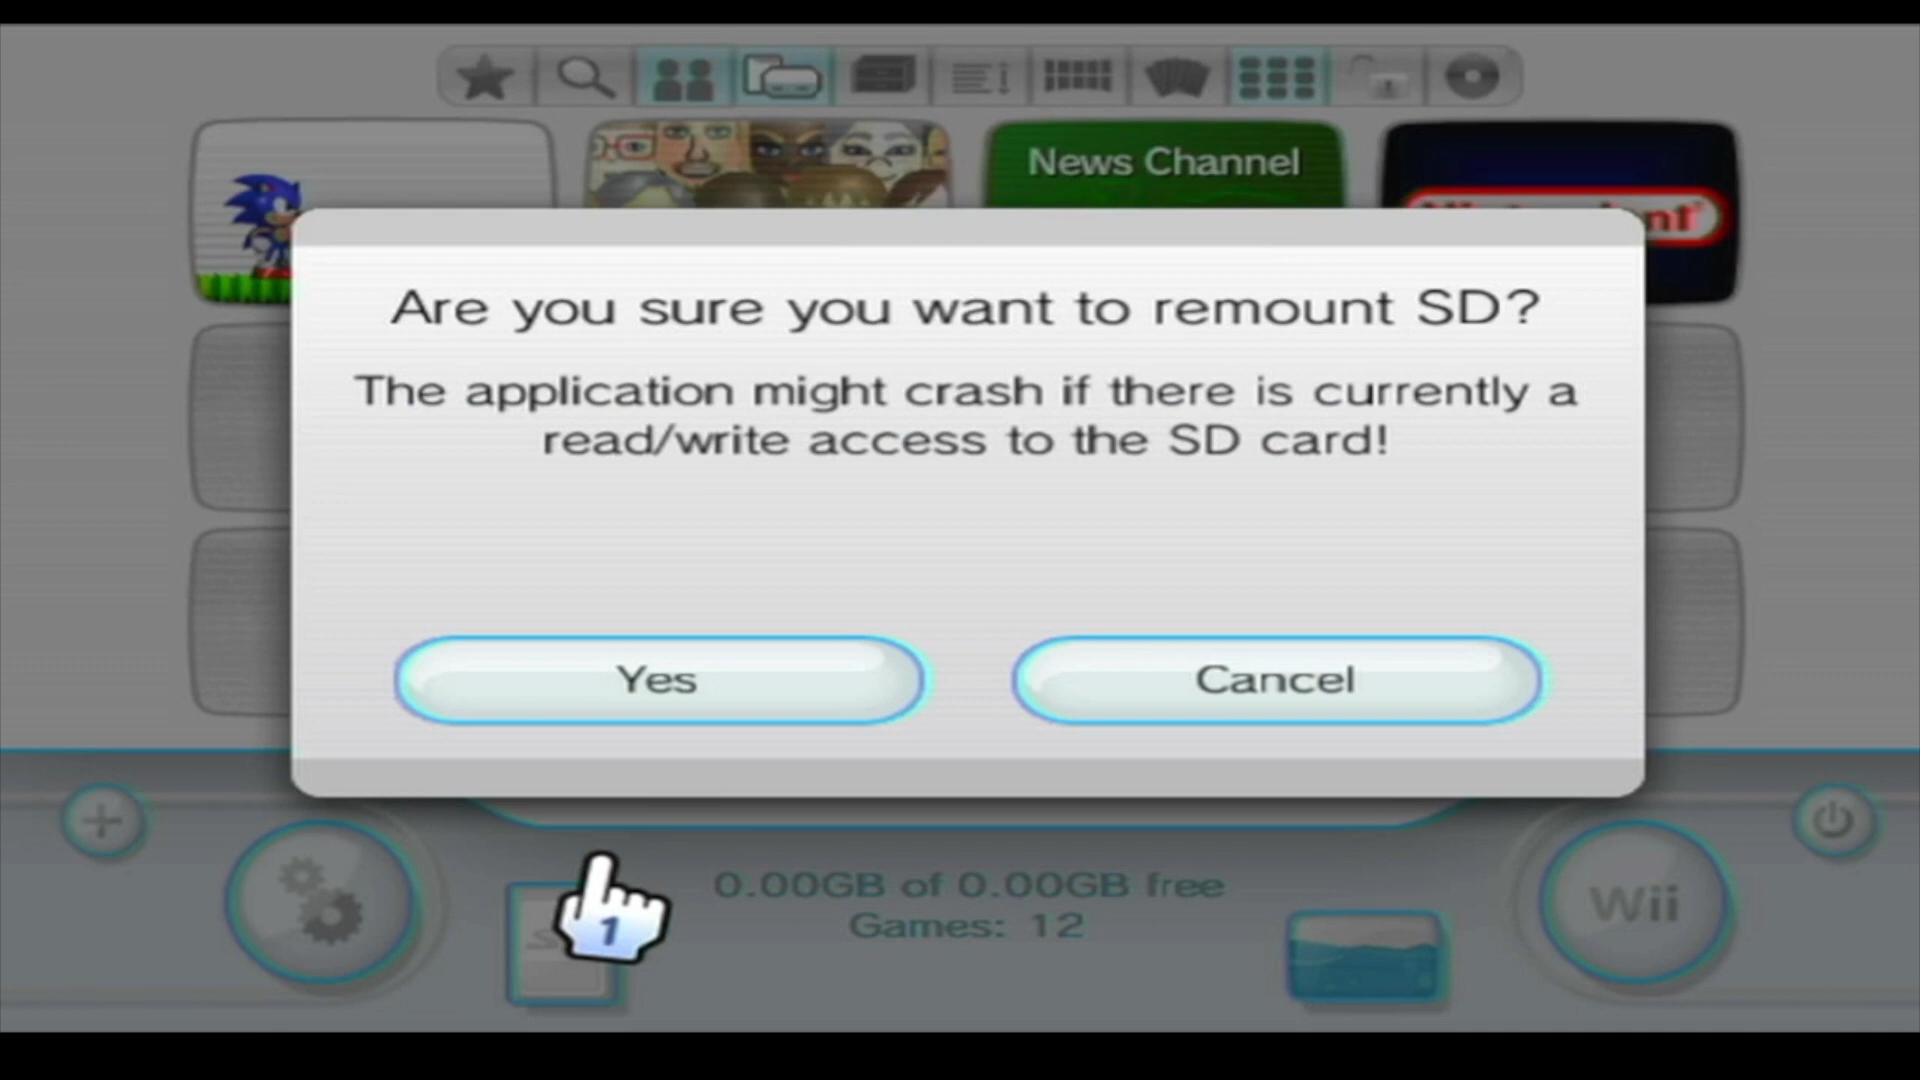 News Channel
Are you sure you want to remount SD?
The application might crash if there is currently a
read/write access to the SD card!
Yes
Cancel
0.00GB of 0.00GB free
Games: 12
1
Wii